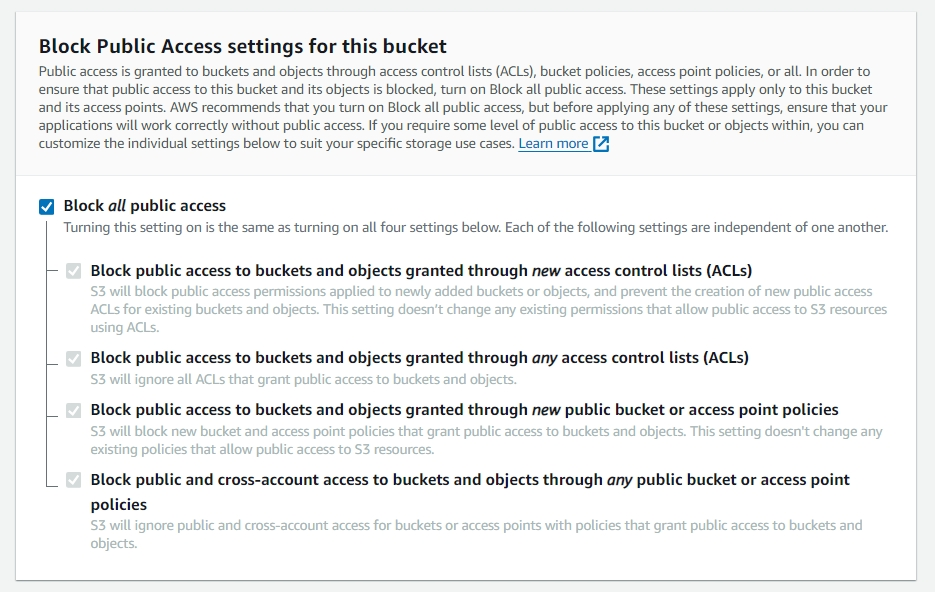 Block Public Access settings for this bucket
Public access is granted to buckets and objects through access control lists (ACLs), bucket policies, access point policies, or all. In order to
ensure that public access to this bucket and its objects is blocked, turn on Block all public access. These settings apply only to this bucket
and its access points. AWS recommends that you turn on Block all public access, but before applying any of these settings, ensure that your
applications will work correctly without public access. If you require some level of public access to this bucket or objects within, you can
customize the individual settings below to suit your specific storage use cases. Learn more
Block all public access
Turning this setting on is the same as turning on all four settings below. Each of the following settings are independent of one another.
Block public access to buckets and objects granted through new access control lists (ACLs)
S3 will block public access permissions applied to newly added buckets or objects, and prevent the creation of new public access
ACLs for existing buckets and objects. This setting doesn't change any existing permissions that allow public access to S3 resources
using ACLs.
Block public access to buckets and objects granted through any access control lists (ACLs)
S3 will ignore all ACLs that grant public access to buckets and objects.
Block public access to buckets and objects granted through new public bucket or access point policies
S3 will block new bucket and access point policies that grant public access to buckets and objects. This setting doesn't change any
existing policies that allow public access to S3 resources.
Block public and cross-account access to buckets and objects through any public bucket or access point
policies
S3 will ignore public and cross-account access for buckets or access points with policies that grant public access to buckets and
objects.